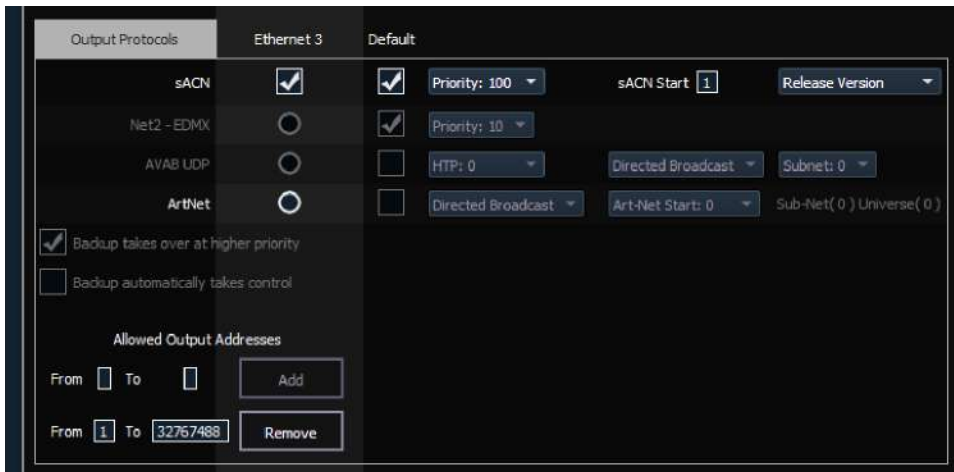 Output Protocols Ethernet 3 Default
sACN Priority: 100 sACN Start 1 Release Version
Net2 - EDMX Priority: 10
AVAB UDP HTP: 0 Directed Broadcast Subnet: 0
ArtNet Directed Broadcast Art-Net Start: 0 Sub-Net( 0 ) Universe( 0 )
Backup takes over at higher priority
Backup automatically takes control
Allowed Output Addresses
From To Add
From 1 To 32767488 Remove